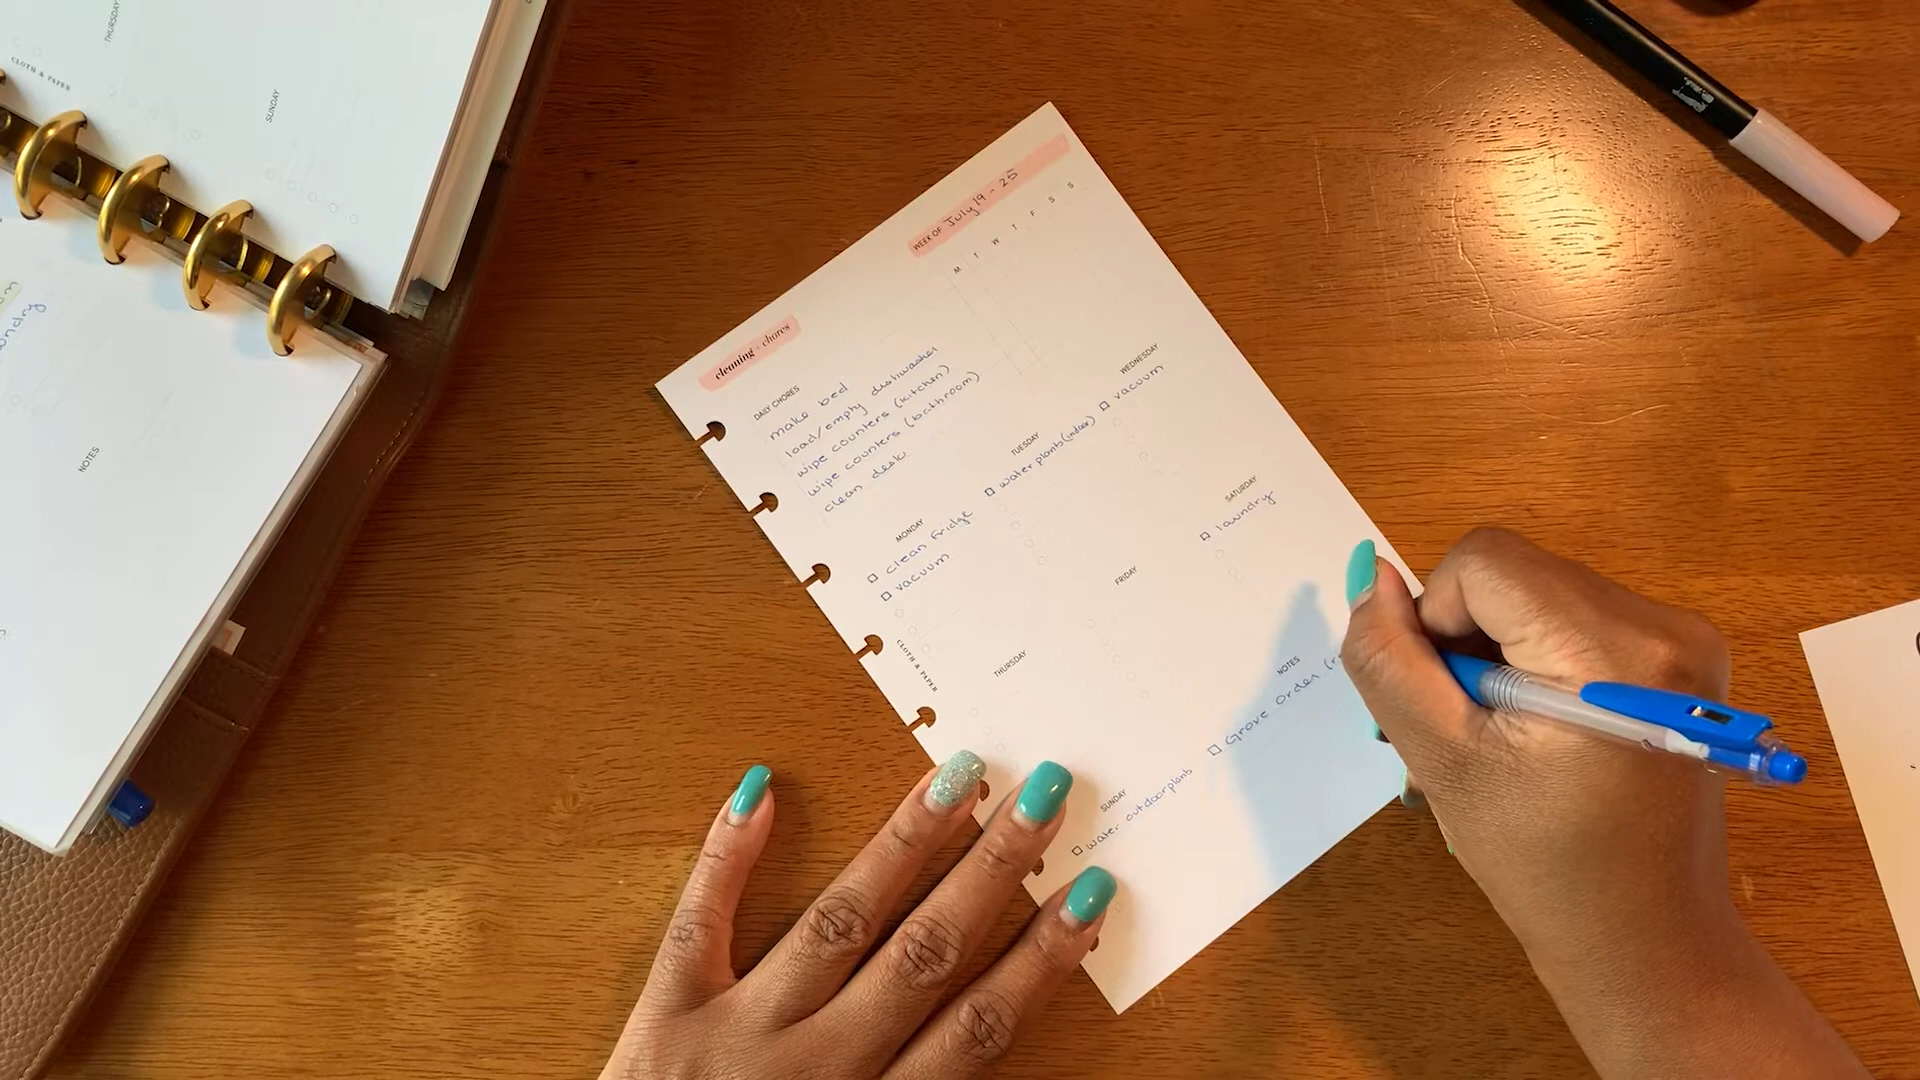 THURSDAY
CLOTH & PAPER
SUNDAY
NOTES
WEEK OF July 19 - 25
M T W T F S S
cleaning + chores
DAILY CHORES
make bed
load/empty dishwasher
wipe counters (kitchen)
wipe counters (bathroom)
clean desk
MONDAY
clean fridge
vacuum
TUESDAY
water plants (indoor)
WEDNESDAY
vacuum
CLOTH & PAPER
THURSDAY
FRIDAY
SATURDAY
laundry
SUNDAY
water outdoor plants
NOTES
Grove Order